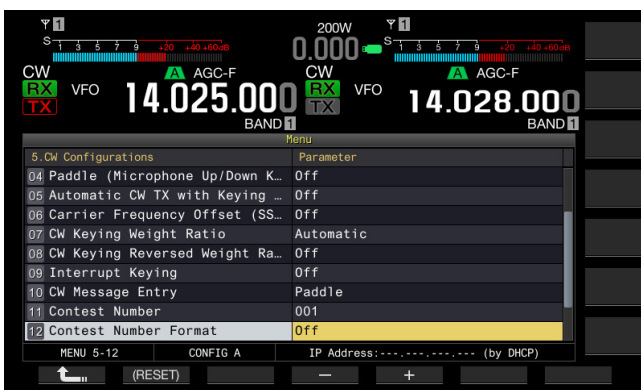 1 200W 1
S 1 3 5 7 9 +20 +40 +60dB 0.000 S 1 3 5 7 9 +20 +40 +60dB
CW A AGC-F CW A AGC-F
RX VFO 14.025.000 RX VFO 14.028.000
TX TX
BAND 1 BAND 1
Menu
5.CW Configurations Parameter
04 Paddle (Microphone Up/Down K… Off
05 Automatic CW TX with Keying … Off
06 Carrier Frequency Offset (SS… Off
07 CW Keying Weight Ratio Automatic
08 CW Keying Reversed Weight Ra… Off
09 Interrupt Keying Off
10 CW Message Entry Paddle
11 Contest Number 001
12 Contest Number Format Off
MENU 5-12 CONFIG A IP Address:---.---.---.--- (by DHCP)
(RESET) − +